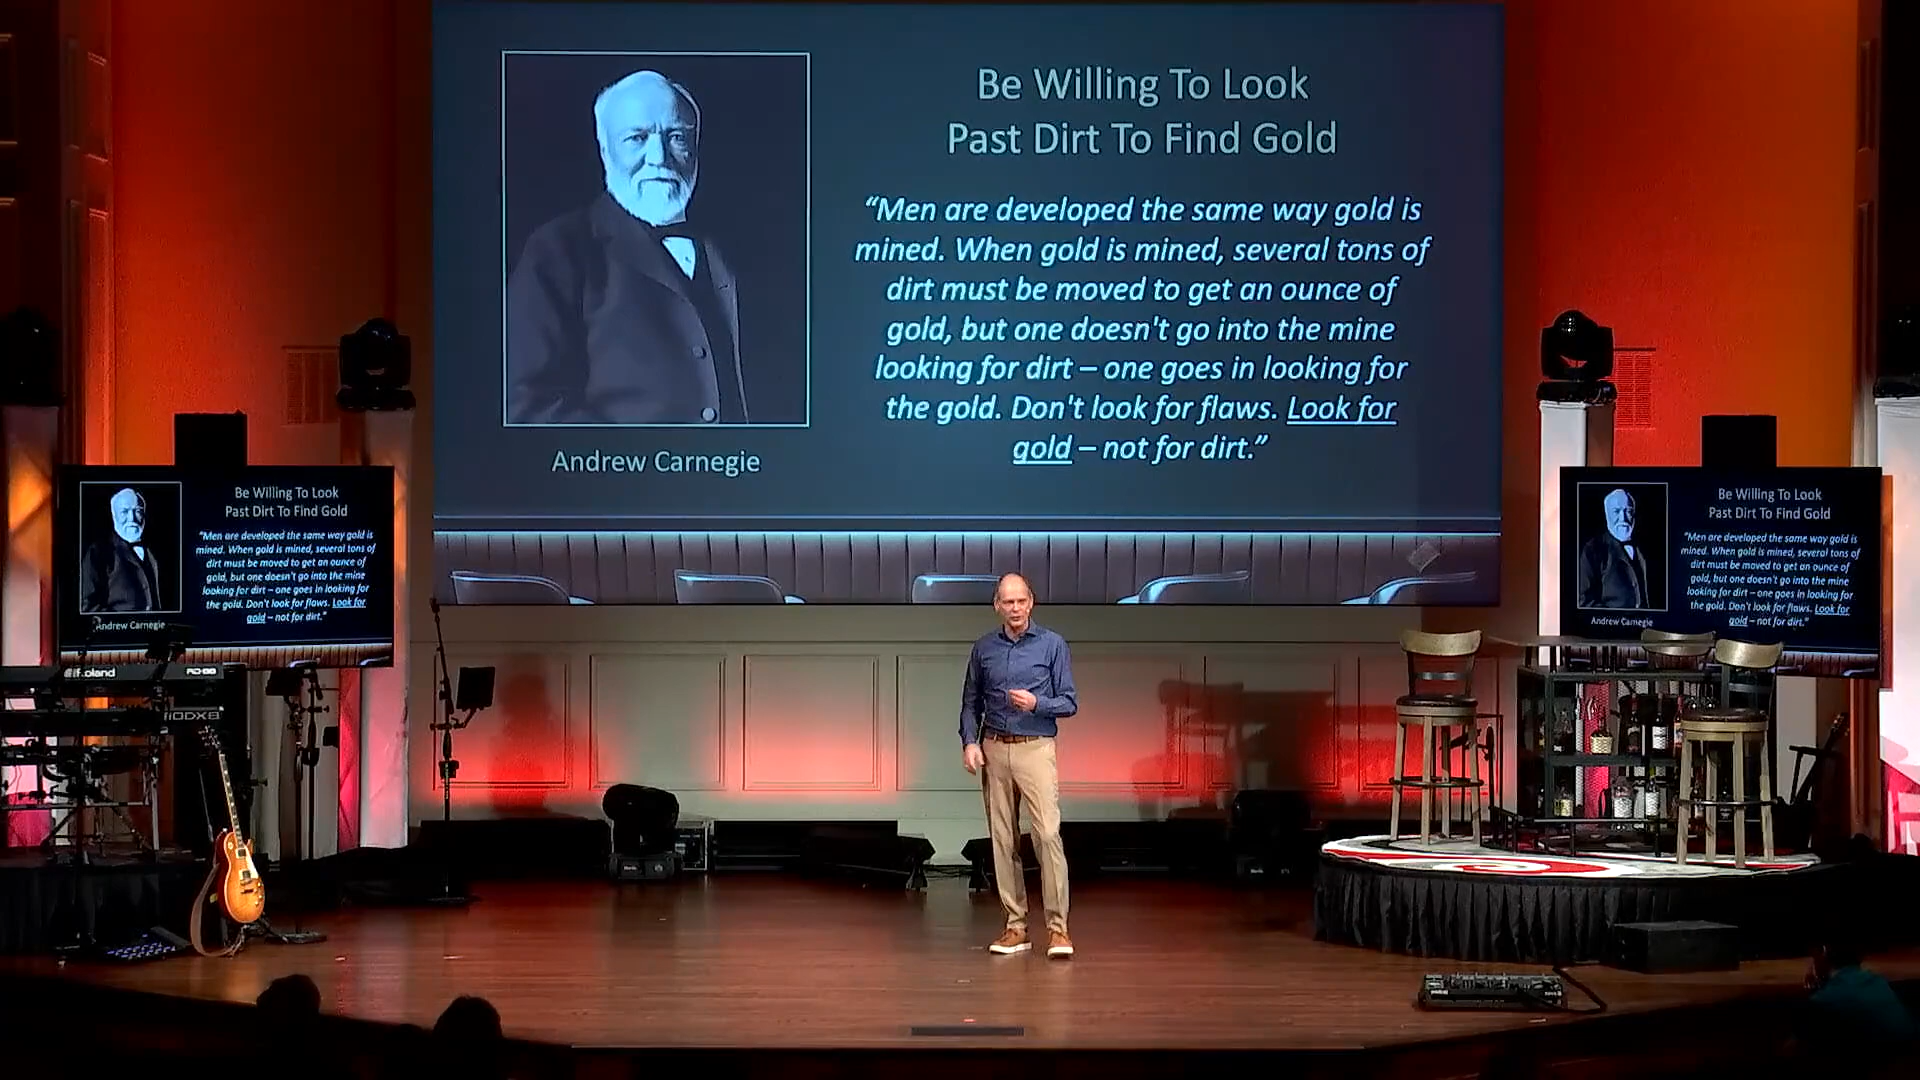 Be Willing To Look
Past Dirt To Find Gold
“Men are developed the same way gold is
mined. When gold is mined, several tons of
dirt must be moved to get an ounce of
gold, but one doesn't go into the mine
looking for dirt – one goes in looking for
the gold. Don't look for flaws. Look for
gold – not for dirt.”
Andrew Carnegie
Be Willing To Look
Past Dirt To Find Gold
“Men are developed the same way gold is
mined. When gold is mined, several tons of
dirt must be moved to get an ounce of
gold, but one doesn't go into the mine
looking for dirt – one goes in looking for
the gold. Don't look for flaws. Look for
gold – not for dirt.”
Andrew Carnegie
Be Willing To Look
Past Dirt To Find Gold
“Men are developed the same way gold is
mined. When gold is mined, several tons of
dirt must be moved to get an ounce of
gold, but one doesn't go into the mine
looking for dirt – one goes in looking for
the gold. Don't look for flaws. Look for
gold – not for dirt.”
Andrew Carnegie
Roland